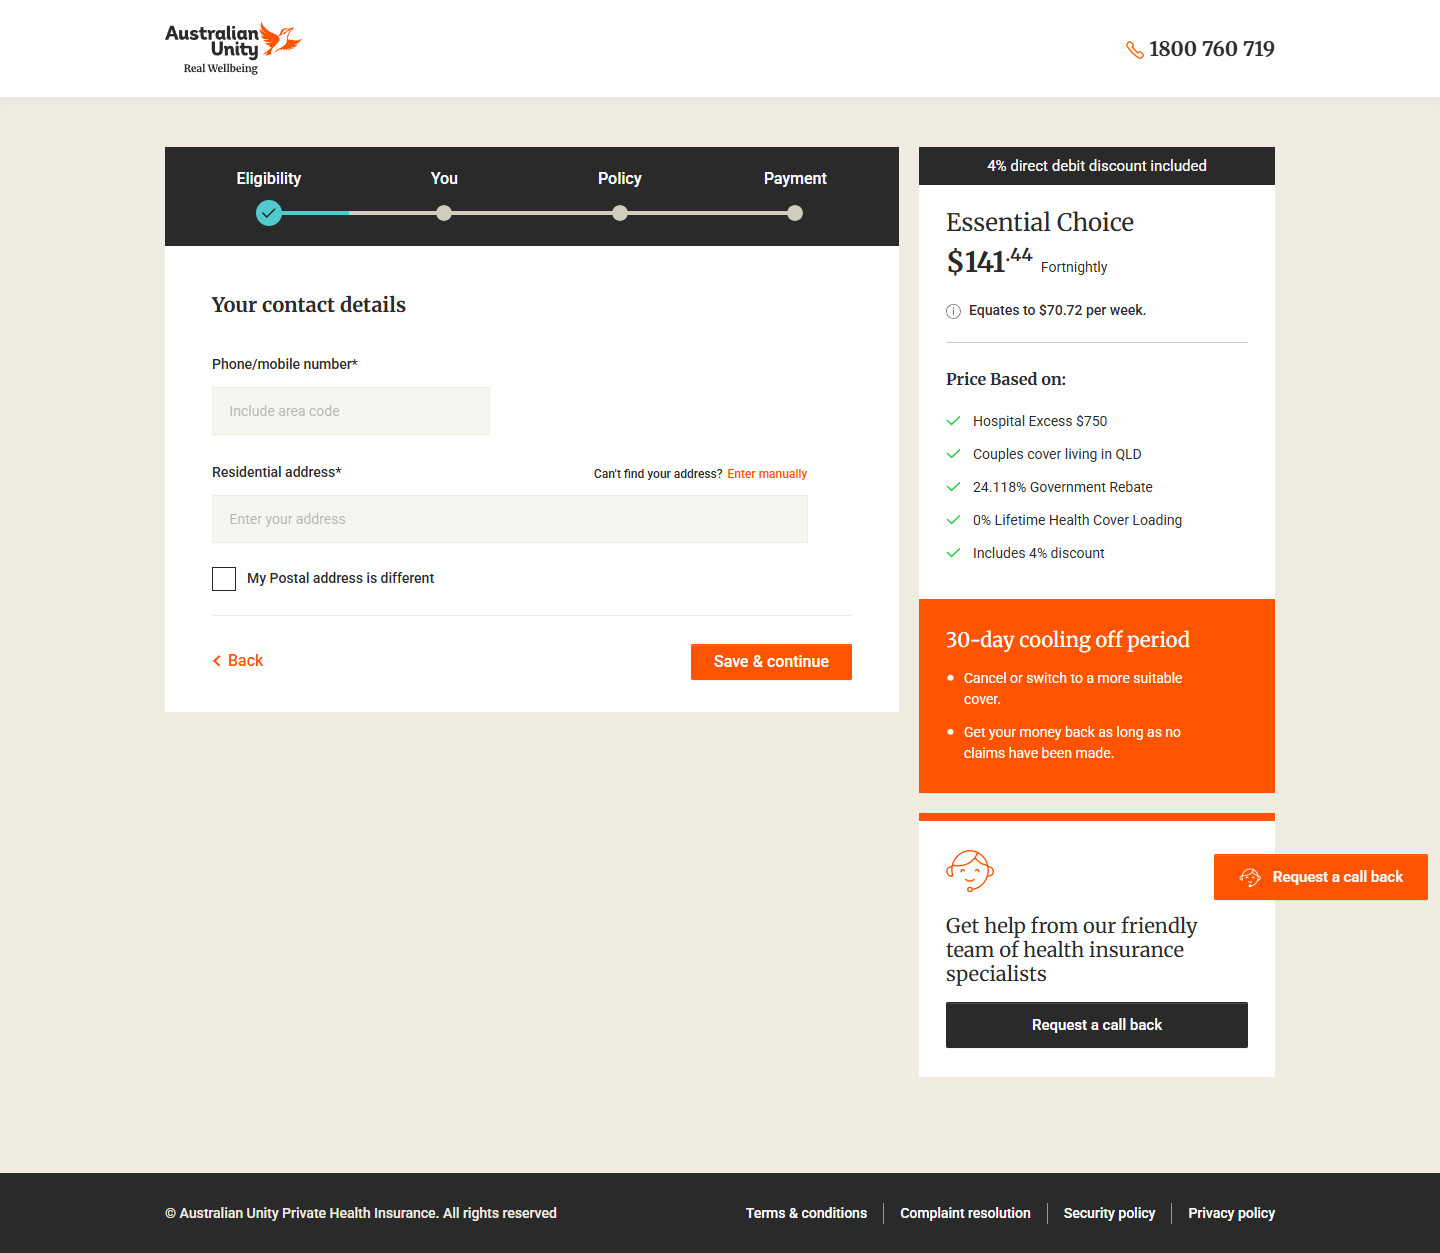 Australian
Unity
Real Wellbeing
1800 760 719
Eligibility
You
Policy
Payment
Your contact details
Phone/mobile number*
Include area code
Residential address*
Can't find your address? Enter manually
Enter your address
My Postal address is different
Back
Save & continue
4% direct debit discount included
Essential Choice
$141.44 Fortnightly
Equates to $70.72 per week.
Price Based on:
Hospital Excess $750
Couples cover living in QLD
24.118% Government Rebate
0% Lifetime Health Cover Loading
Includes 4% discount
30-day cooling off period
Cancel or switch to a more suitable
cover.
Get your money back as long as no
claims have been made.
Request a call back
Get help from our friendly
team of health insurance
specialists
Request a call back
© Australian Unity Private Health Insurance. All rights reserved
Terms & conditions
Complaint resolution
Security policy
Privacy policy